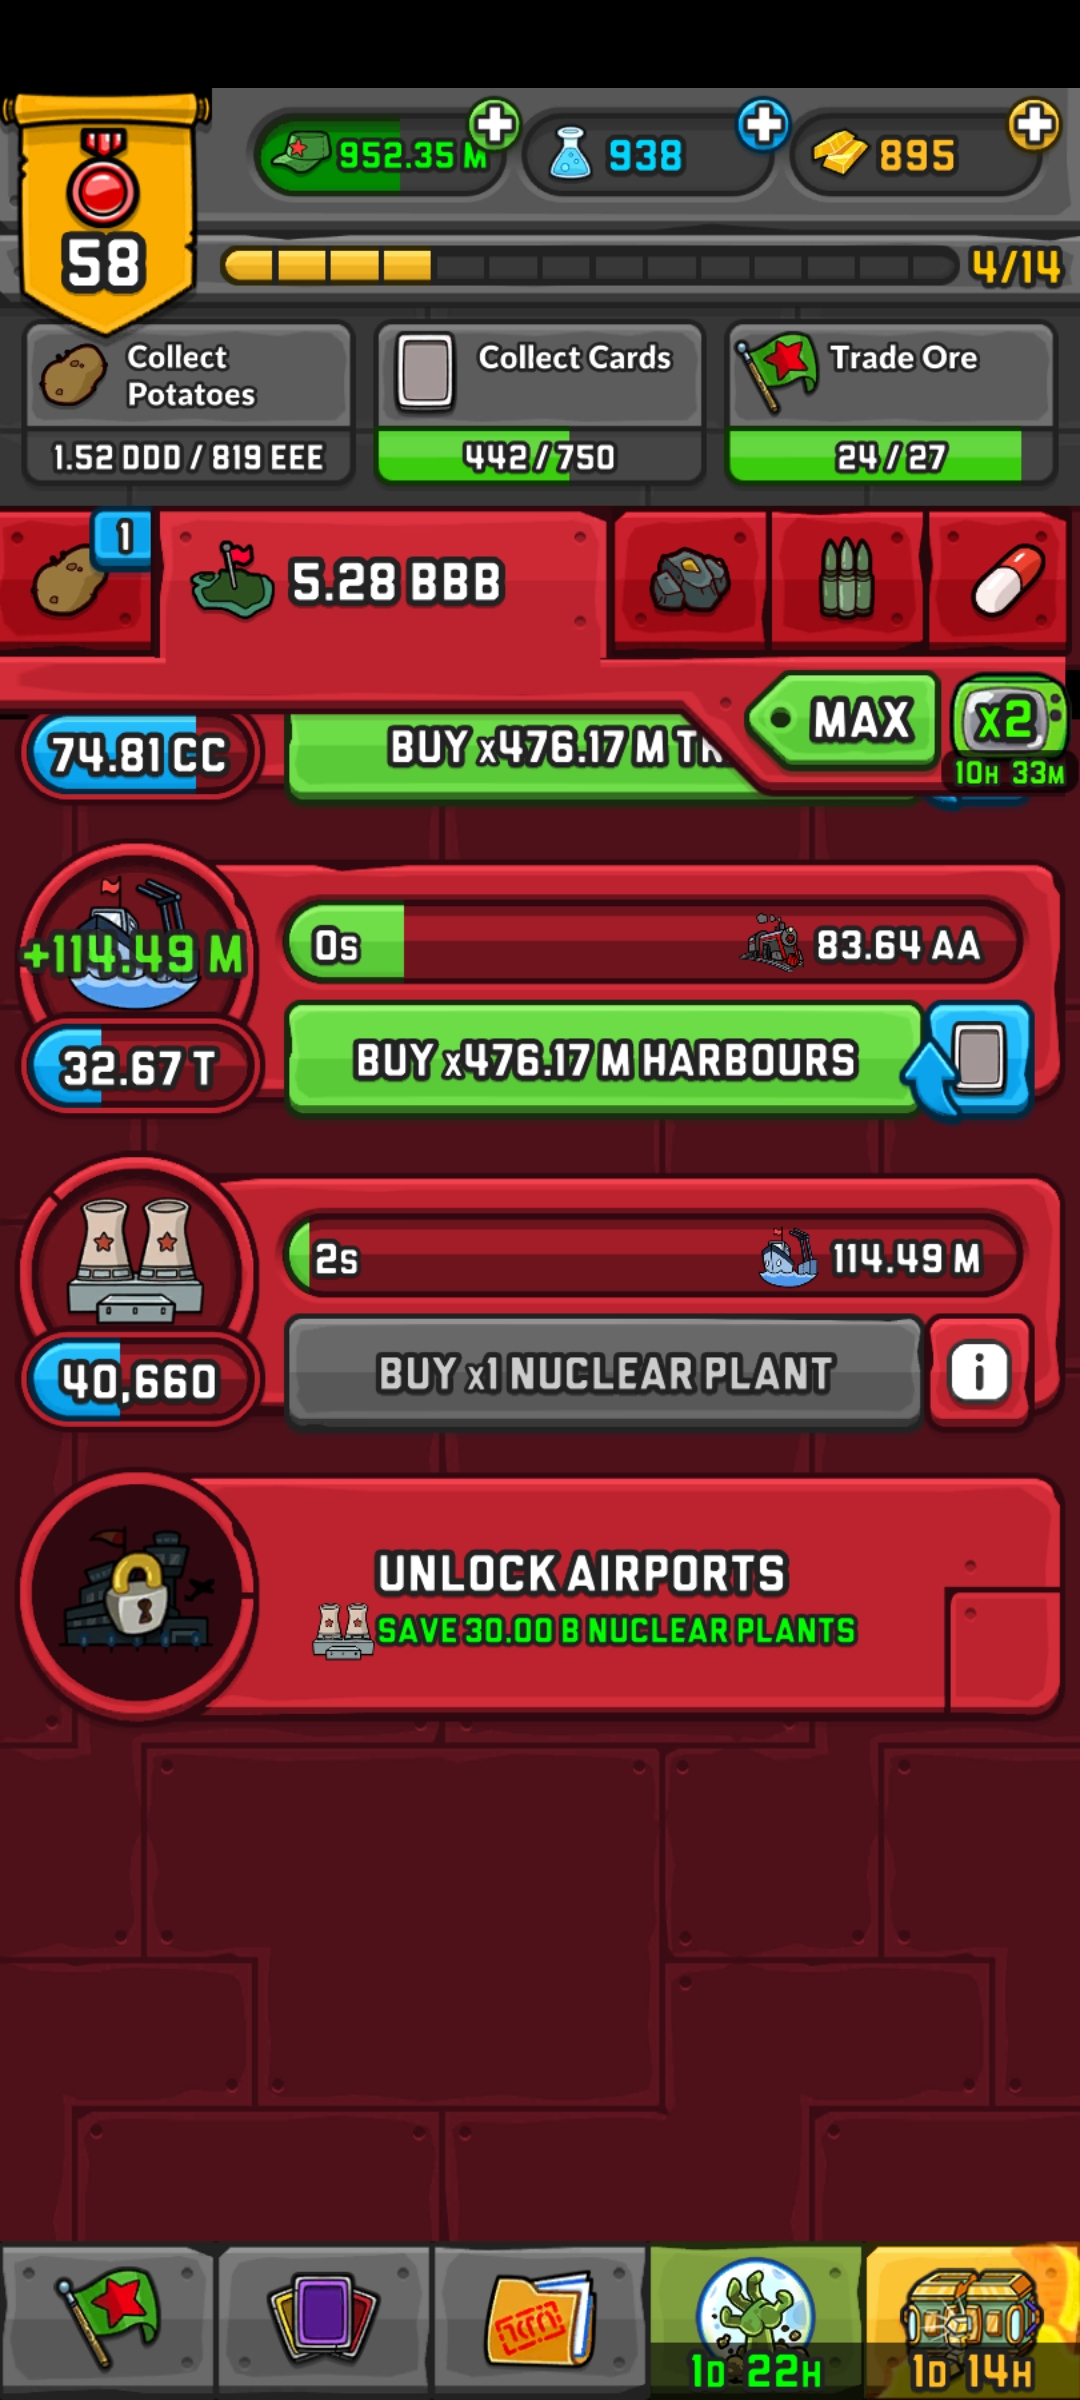 58
952.35 M
938
895
4/14
Collect
Potatoes
1.52 DDD / 819 EEE
Collect Cards
442/750
Trade Ore
24/27
1
5.28 BBB
MAX
x2
10H 33M
74.81 CC
BUY x476.17 M TR
+114.49 M
0s
83.64 AA
32.67 T
BUY x476.17 M HARBOURS
2s
114.49 M
40,660
BUY x1 NUCLEAR PLANT
i
UNLOCK AIRPORTS
SAVE 30.00 B NUCLEAR PLANTS
1D 22H
1D 14H